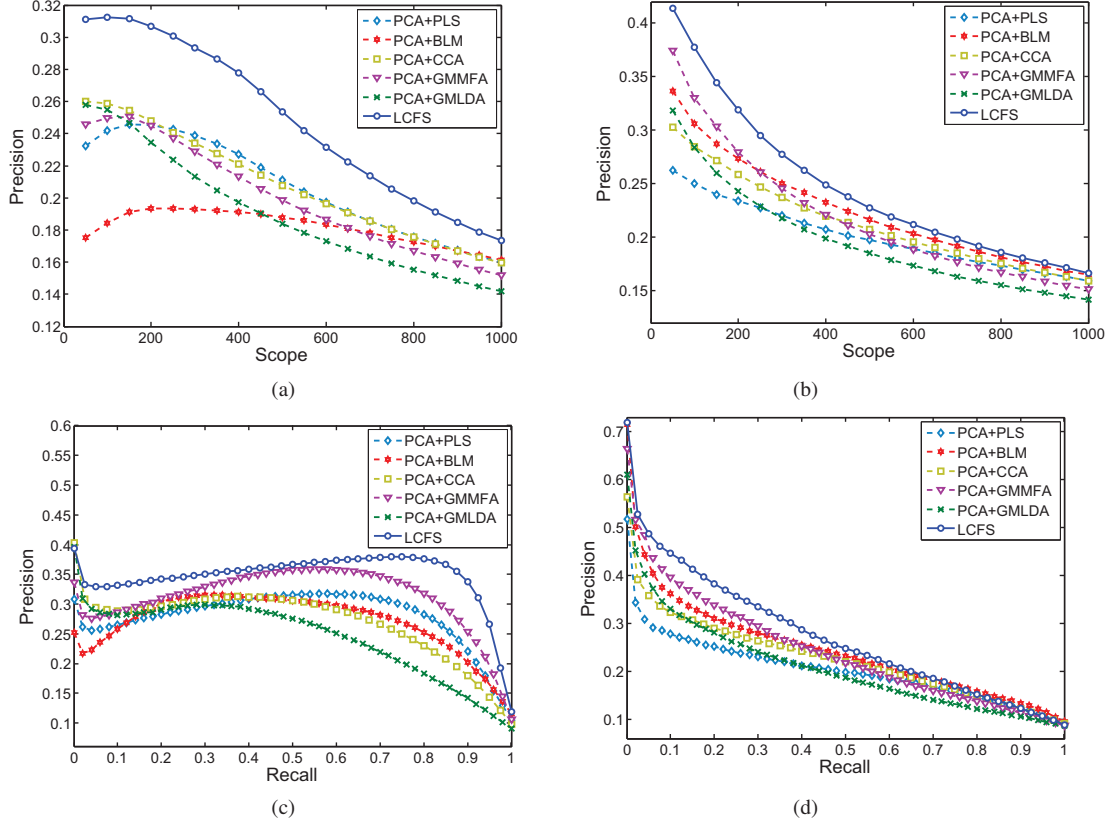 0.32
0.3
0.28
0.26
0.24
0.22
0.2
0.18
0.16
0.14
0.12
Precision
0 200 400 600 800 1000
Scope
PCA+PLS
PCA+BLM
PCA+CCA
PCA+GMMFA
PCA+GMLDA
LCFS
(a)
0.4
0.35
0.3
0.25
0.2
0.15
Precision
0 200 400 600 800 1000
Scope
PCA+PLS
PCA+BLM
PCA+CCA
PCA+GMMFA
PCA+GMLDA
LCFS
(b)
0.6
0.5
0.45
0.4
0.35
0.3
0.25
0.2
0.15
0.1
Precision
0 0.1 0.2 0.3 0.4 0.5 0.6 0.7 0.8 0.9 1
Recall
PCA+PLS
PCA+BLM
PCA+CCA
PCA+GMMFA
PCA+GMLDA
LCFS
(c)
0.7
0.6
0.5
0.4
0.3
0.2
0.1
Precision
0 0.1 0.2 0.3 0.4 0.5 0.6 0.7 0.8 0.9 1
Recall
PCA+PLS
PCA+BLM
PCA+CCA
PCA+GMMFA
PCA+GMLDA
LCFS
(d)